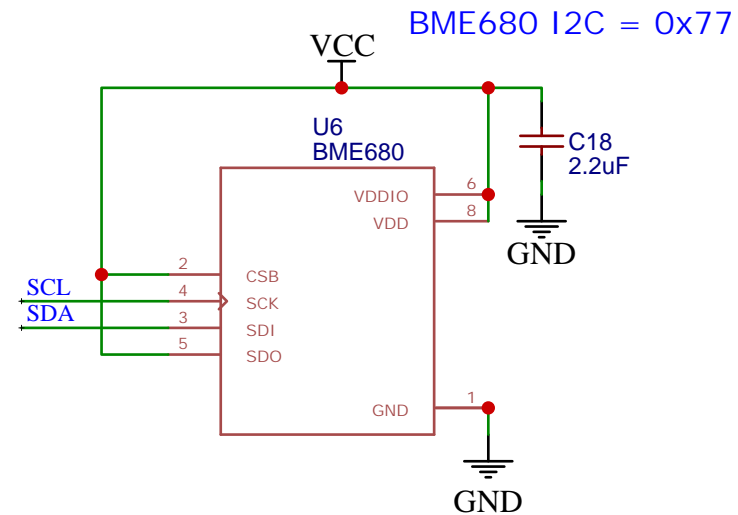 BME680 I2C = 0x77
VCC
U6
BME680
C18
2.2uF
VDDIO 6
VDD 8
GND
2 CSB
SCL 4 SCK
SDA 3 SDI
5 SDO
GND 1
GND